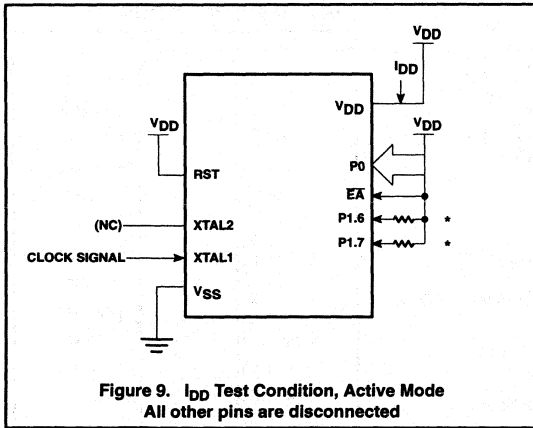 VDD
IDD
VDD
VDD
VDD
P0
RST
EA
(NC)
XTAL2
P1.6
*
P1.7
*
CLOCK SIGNAL
XTAL1
VSS
Figure 9. IDD Test Condition, Active Mode
All other pins are disconnected